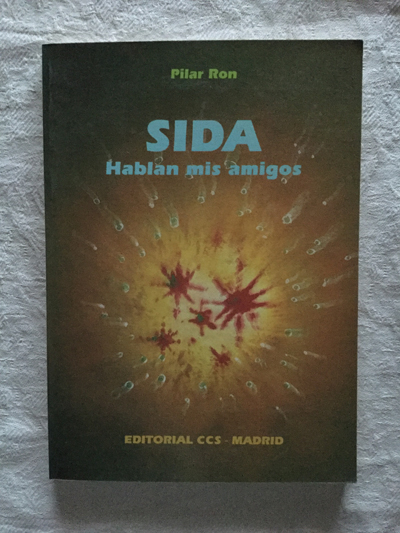 Pilar Ron
SIDA
Hablan mis amigos
EDITORIAL CCS - MADRID